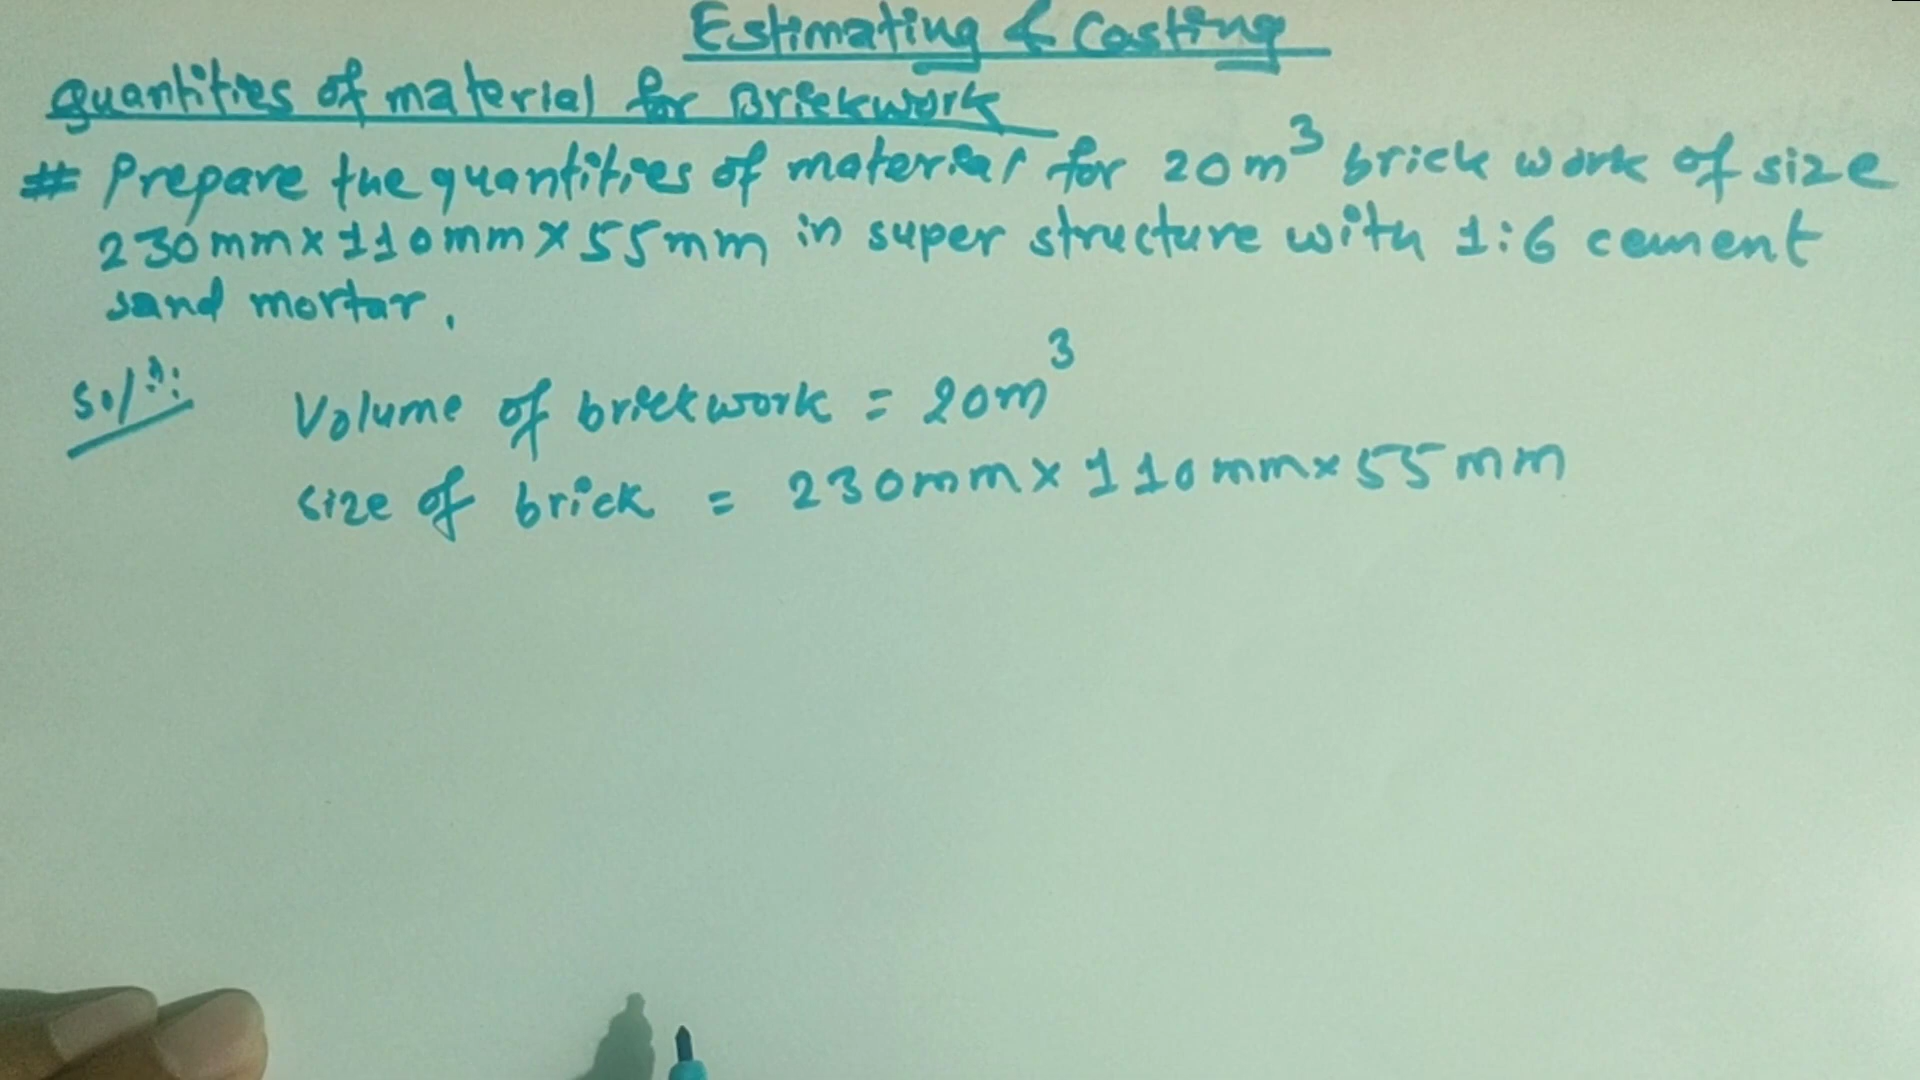 Estimating & Costing
Quantities of material for Brickwork
# Prepare the quantities of material for 20m³ brick work of size
230mm x 110mm x 55mm in super structure with 1:6 cement
sand mortar.
Solⁿ:
Volume of brickwork = 20m³
size of brick = 230mm x 110mm x 55mm